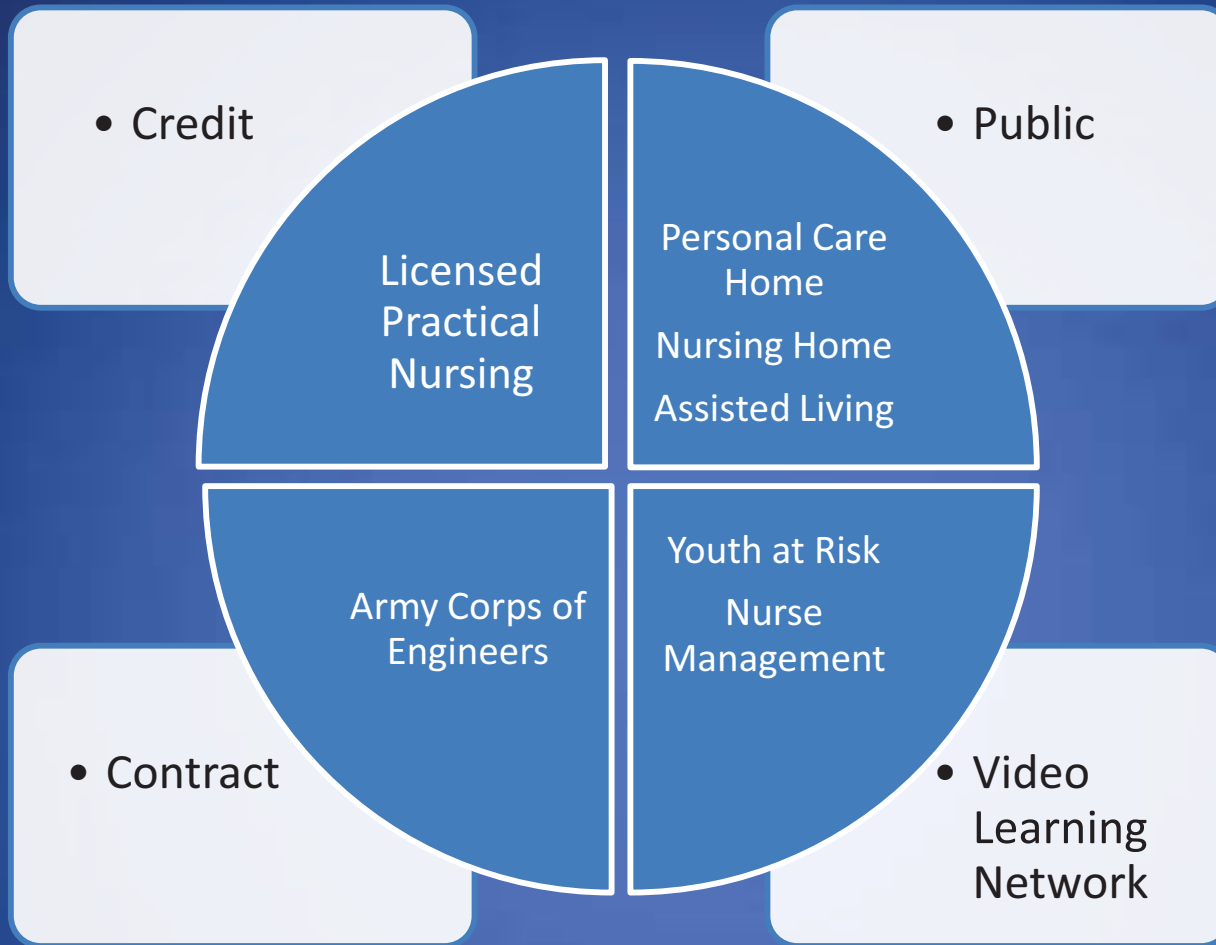 • Credit
• Public
Licensed
Practical
Nursing
Personal Care
Home
Nursing Home
Assisted Living
Army Corps of
Engineers
Youth at Risk
Nurse
Management
• Contract
• Video
Learning
Network